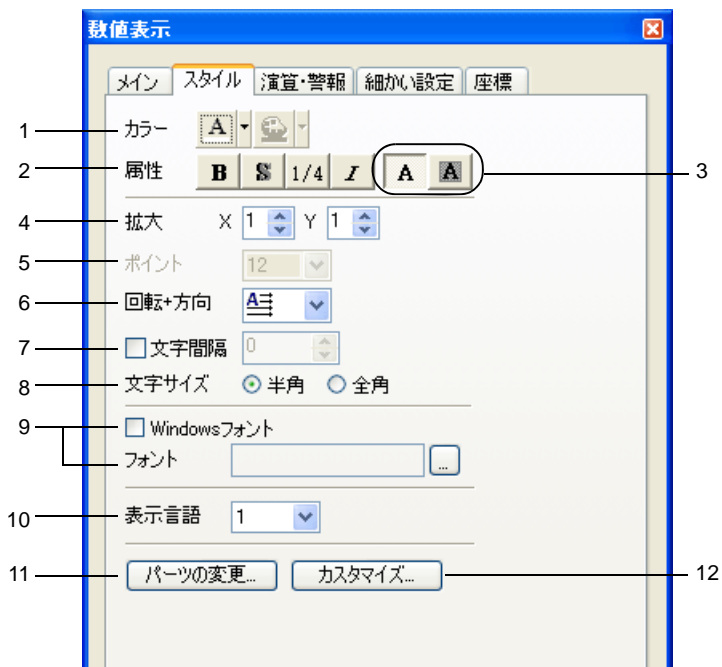 数値表示
メイン スタイル 演算・警報 細かい設定 座標
1 カラー A
2 属性 B S 1/4 I A A 3
4 拡大 X 1 Y 1
5 ポイント 12
6 回転+方向 A
7 文字間隔 0
8 文字サイズ 半角 全角
9 Windowsフォント
フォント ...
10 表示言語 1
11 パーツの変更... カスタマイズ... 12